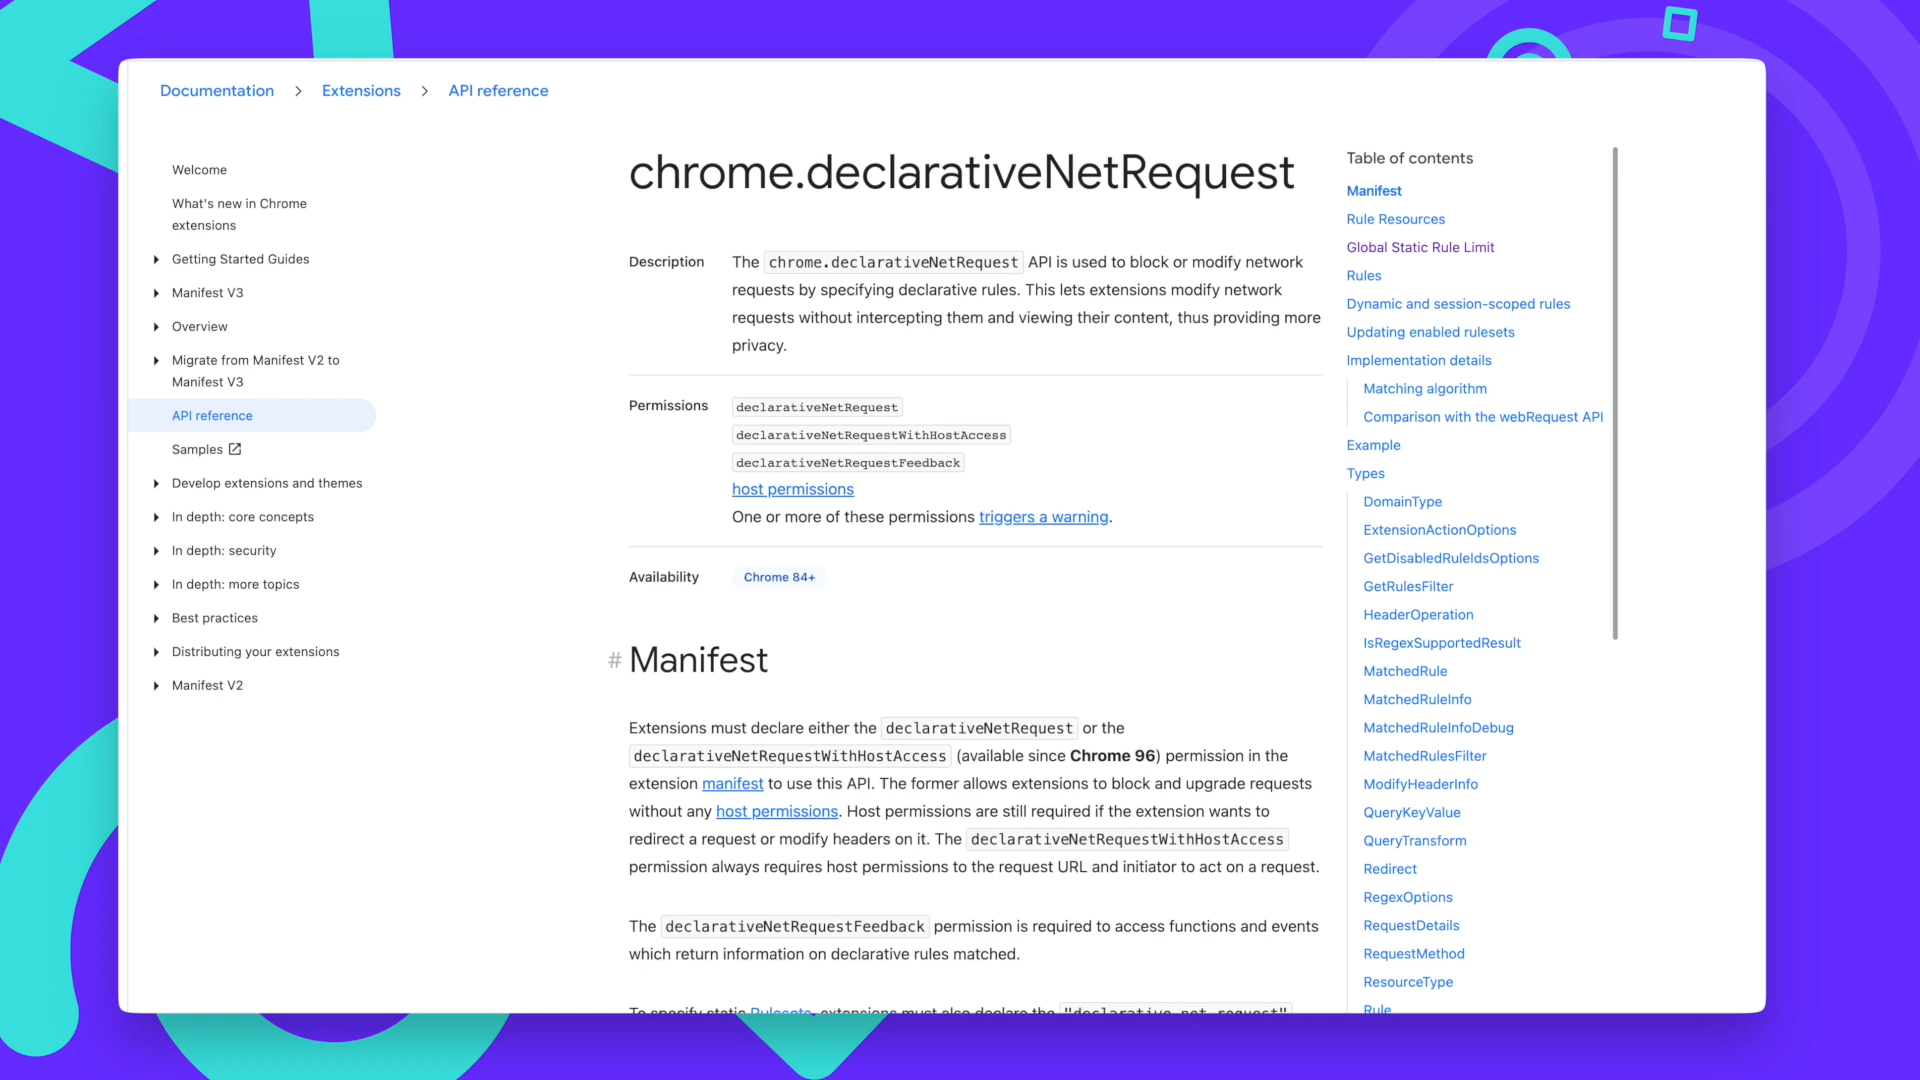 Documentation > Extensions > API reference
Welcome
What's new in Chrome
extensions
Getting Started Guides
Manifest V3
Overview
Migrate from Manifest V2 to
Manifest V3
API reference
Samples
Develop extensions and themes
In depth: core concepts
In depth: security
In depth: more topics
Best practices
Distributing your extensions
Manifest V2
chrome.declarativeNetRequest
Description
The chrome.declarativeNetRequest API is used to block or modify network
requests by specifying declarative rules. This lets extensions modify network
requests without intercepting them and viewing their content, thus providing more
privacy.
Permissions
declarativeNetRequest
declarativeNetRequestWithHostAccess
declarativeNetRequestFeedback
host permissions
One or more of these permissions triggers a warning.
Availability
Chrome 84+
# Manifest
Extensions must declare either the declarativeNetRequest or the
declarativeNetRequestWithHostAccess (available since Chrome 96) permission in the
extension manifest to use this API. The former allows extensions to block and upgrade requests
without any host permissions. Host permissions are still required if the extension wants to
redirect a request or modify headers on it. The declarativeNetRequestWithHostAccess
permission always requires host permissions to the request URL and initiator to act on a request.
The declarativeNetRequestFeedback permission is required to access functions and events
which return information on declarative rules matched.
To specify static Rulesets, extensions must also declare the "declarative_net_request"
Table of contents
Manifest
Rule Resources
Global Static Rule Limit
Rules
Dynamic and session-scoped rules
Updating enabled rulesets
Implementation details
Matching algorithm
Comparison with the webRequest API
Example
Types
DomainType
ExtensionActionOptions
GetDisabledRuleIdsOptions
GetRulesFilter
HeaderOperation
IsRegexSupportedResult
MatchedRule
MatchedRuleInfo
MatchedRuleInfoDebug
MatchedRulesFilter
ModifyHeaderInfo
QueryKeyValue
QueryTransform
Redirect
RegexOptions
RequestDetails
RequestMethod
ResourceType
Rule